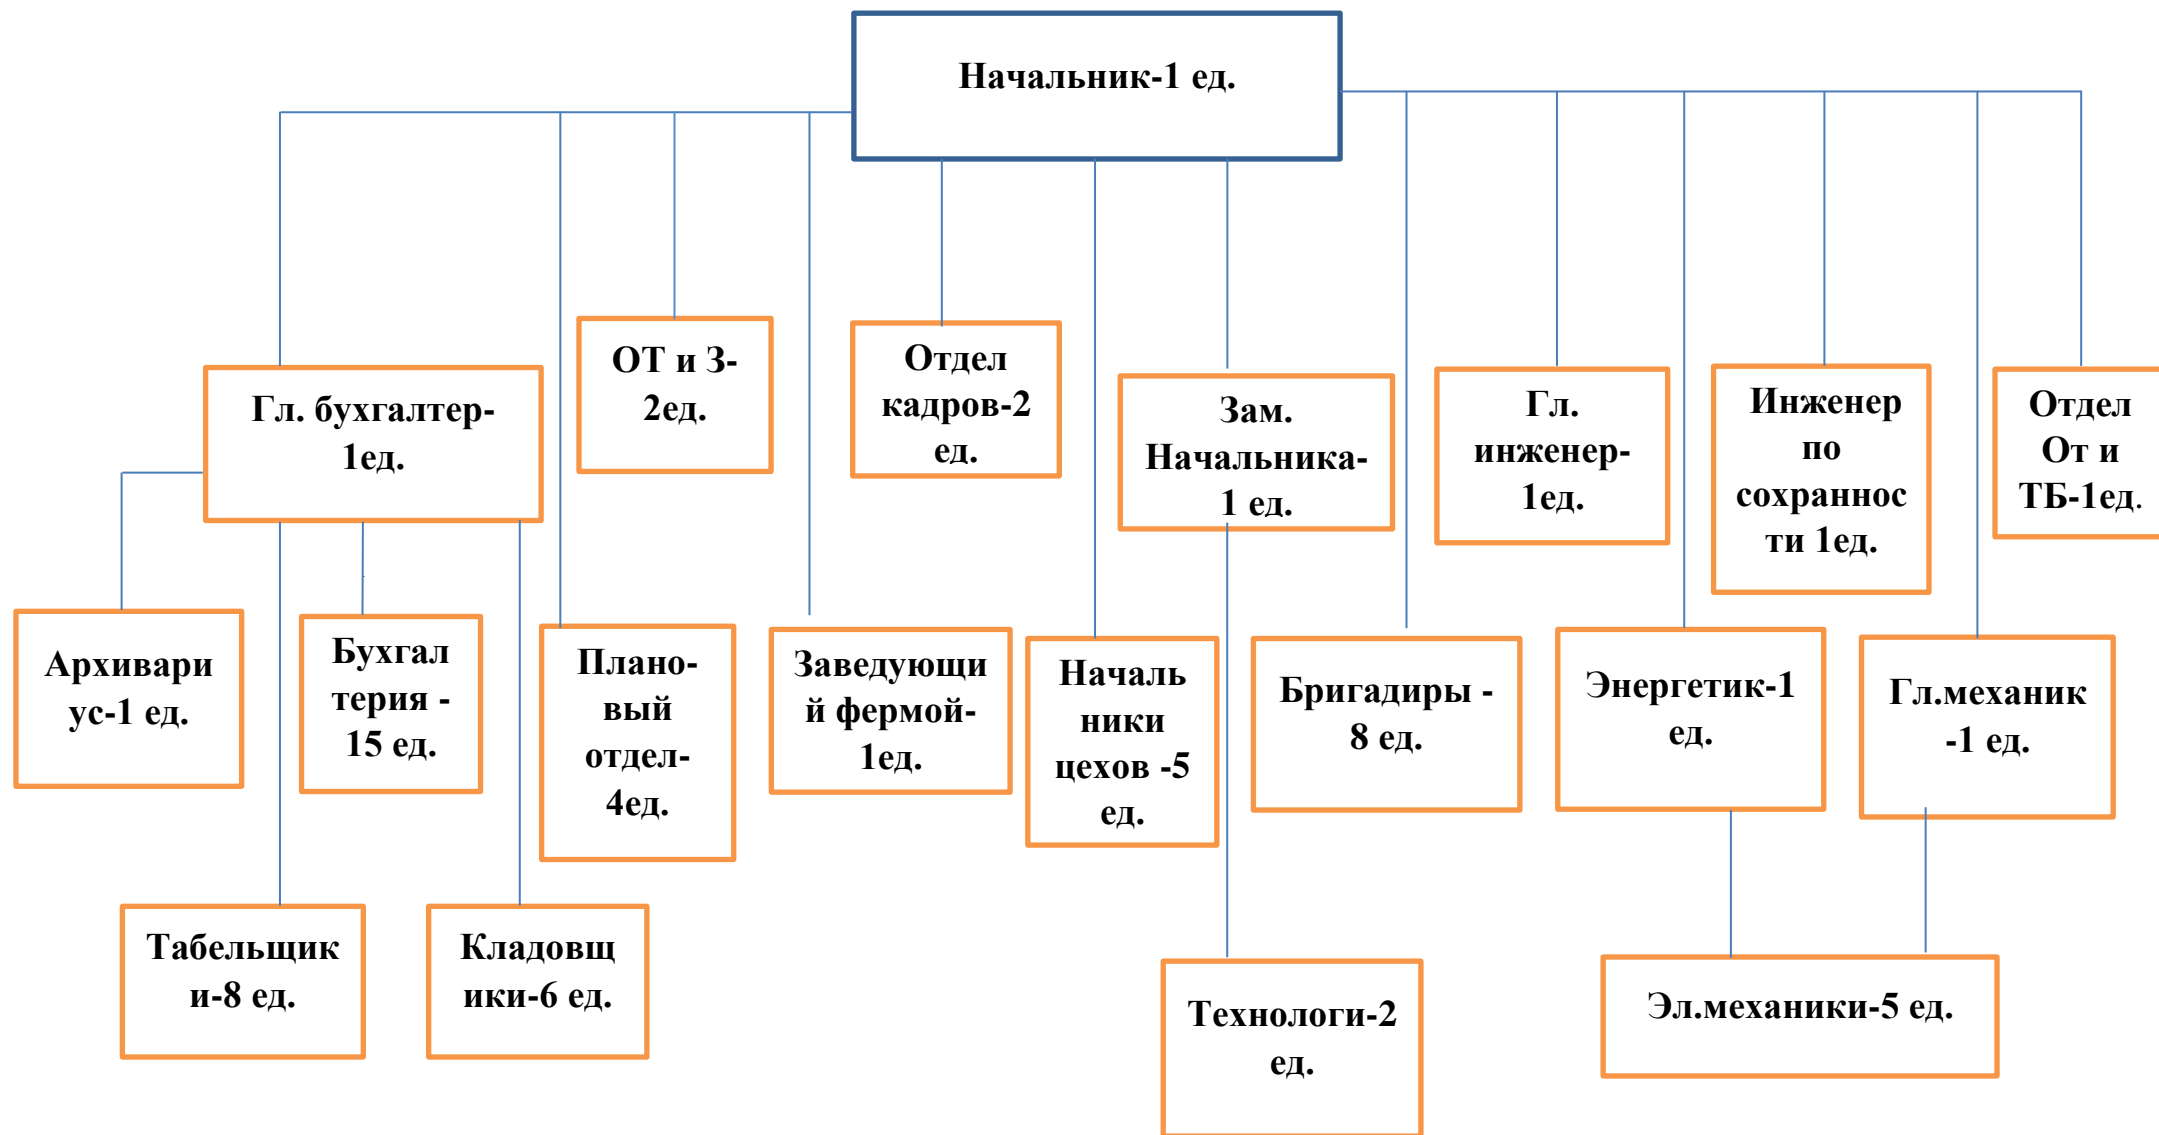 Начальник-1 ед.
ОТ и З-
2ед.
Отдел
кадров-2
ед.
Гл. бухгалтер-
1ед.
Зам.
Начальника-
1 ед.
Гл.
инженер-
1ед.
Инженер
по
сохраннос
ти 1ед.
Отдел
От и
ТБ-1ед.
Архивари
ус-1 ед.
Бухгал
терия -
15 ед.
Плано-
вый
отдел-
4ед.
Заведующи
й фермой-
1ед.
Началь
ники
цехов -5
ед.
Бригадиры -
8 ед.
Энергетик-1
ед.
Гл.механик
-1 ед.
Табельщик
и-8 ед.
Кладовщ
ики-6 ед.
Технологи-2
ед.
Эл.механики-5 ед.